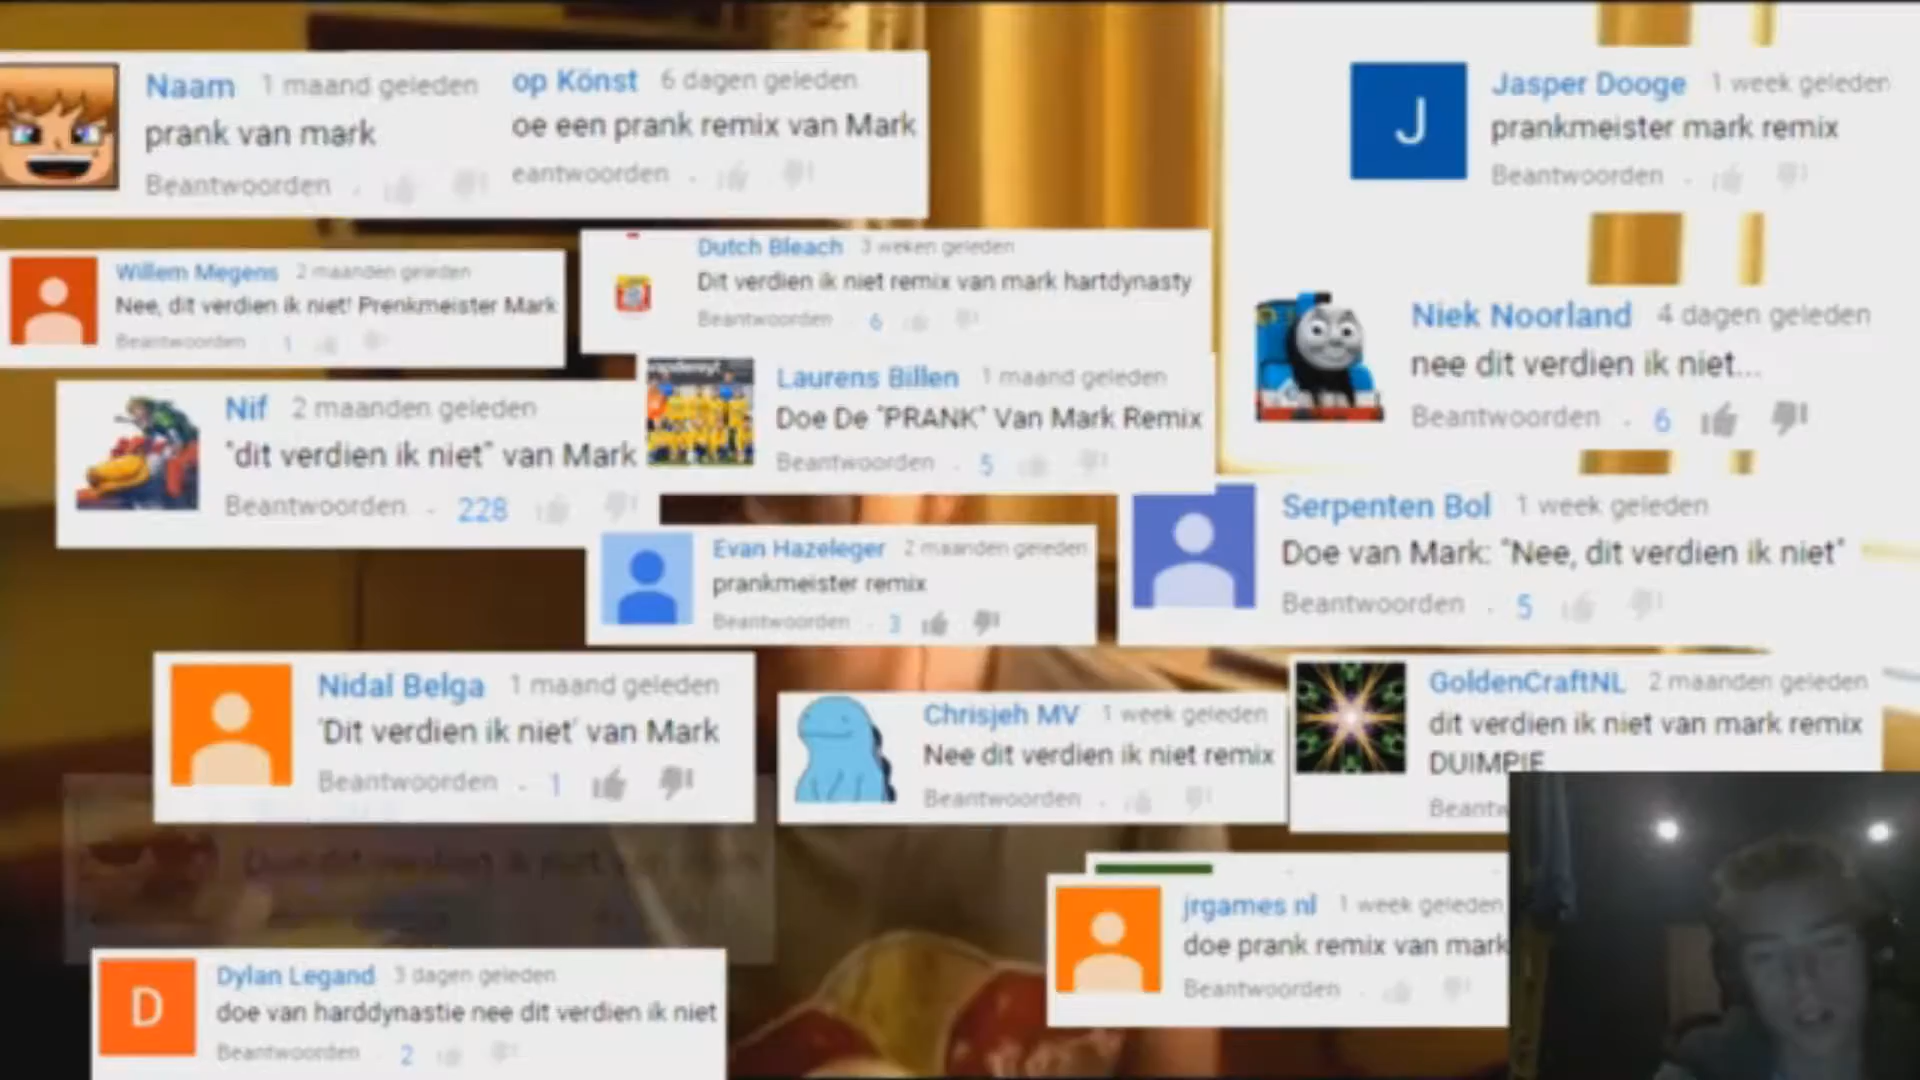 Naam 1 maand geleden
prank van mark
Beantwoorden
op Könst 6 dagen geleden
oe een prank remix van Mark
eantwoorden
J
Jasper Dooge 1 week geleden
prankmeister mark remix
Beantwoorden
Willem Megens 2 maanden geleden
Nee, dit verdien ik niet! Prenkmeister Mark
Beantwoorden 1
Dutch Bleach 3 weken geleden
Dit verdien ik niet remix van mark hartdynasty
Beantwoorden 6
Niek Noorland 4 dagen geleden
nee dit verdien ik niet...
Beantwoorden · 6
Nif 2 maanden geleden
"dit verdien ik niet" van Mark
Beantwoorden · 228
Laurens Billen 1 maand geleden
Doe De "PRANK" Van Mark Remix
Beantwoorden · 5
Evan Hazeleger 2 maanden geleden
prankmeister remix
Beantwoorden · 3
Serpenten Bol 1 week geleden
Doe van Mark: "Nee, dit verdien ik niet"
Beantwoorden · 5
Nidal Belga 1 maand geleden
'Dit verdien ik niet' van Mark
Beantwoorden · 1
Chrisjeh MV 1 week geleden
Nee dit verdien ik niet remix
Beantwoorden ·
GoldenCraftNL 2 maanden geleden
dit verdien ik niet van mark remix
DUIMPIE
Beantw
jrgames nl 1 week geleden
doe prank remix van mark
Beantwoorden ·
D
Dylan Legand 3 dagen geleden
doe van harddynastie nee dit verdien ik niet
Beantwoorden 2